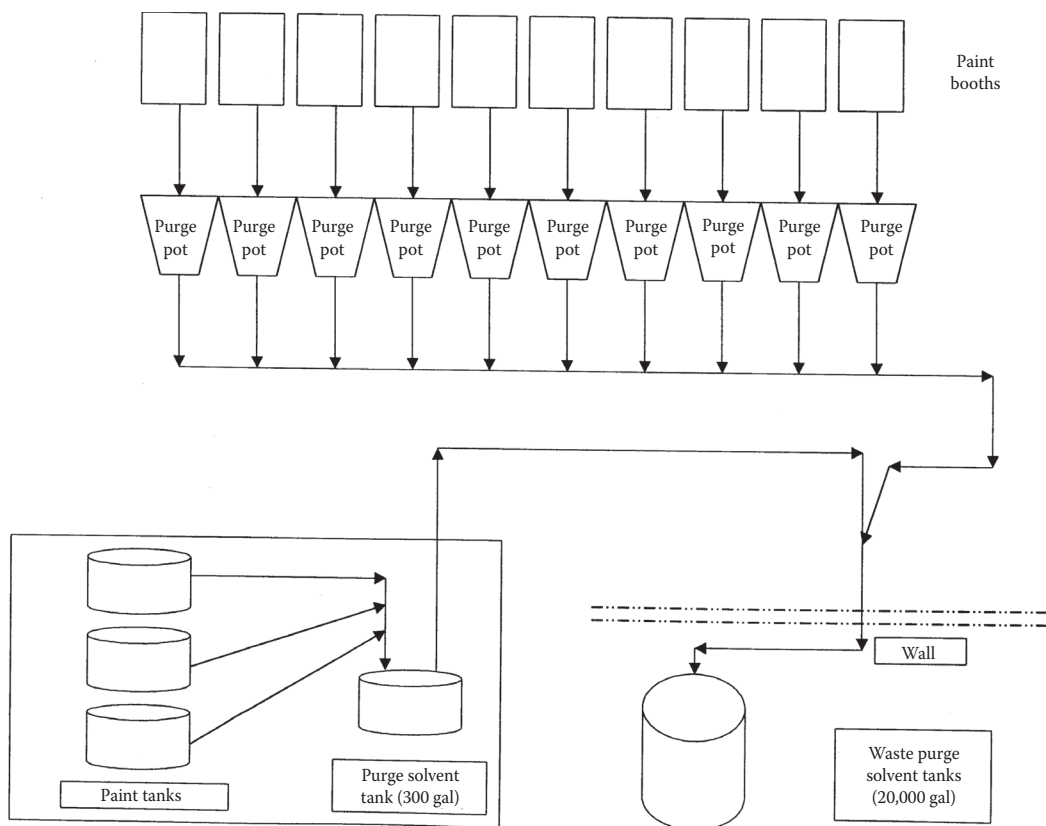 Paint
booths
Purge
pot
Purge
pot
Purge
pot
Purge
pot
Purge
pot
Purge
pot
Purge
pot
Purge
pot
Purge
pot
Purge
pot
Wall
Paint tanks
Purge solvent
tank (300 gal)
Waste purge
solvent tanks
(20,000 gal)